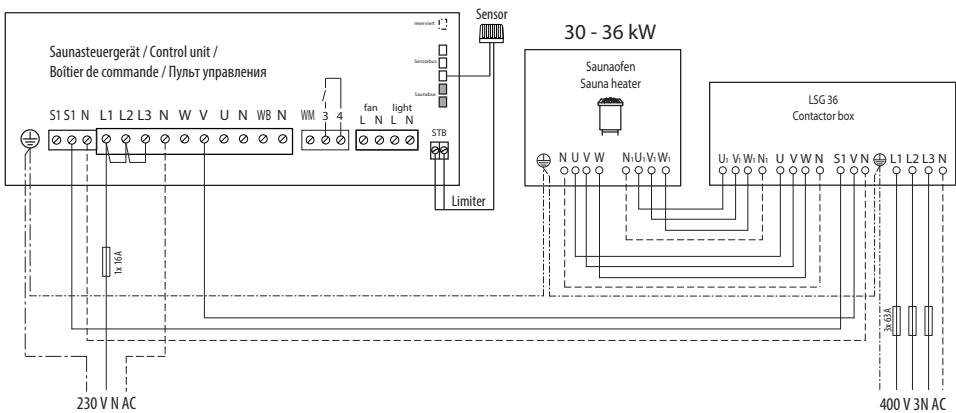 Sensor
reserviert
30 - 36 kW
Saunasteuergerät / Control unit /
Boîtier de commande / Пульт управления
Sensorbus
Saunabus
Saunaofen
Sauna heater
LSG 36
Contactor box
fan light
S1 S1 N L1 L2 L3 N W V U N WB N WM 3 4 L N L N
STB
N U V W N1 U1 V1 W1
U1 V1 W1 N1 U V W N S1 V N L1 L2 L3 N
Limiter
1x 16A
3x 63A
230 V N AC
400 V 3N AC